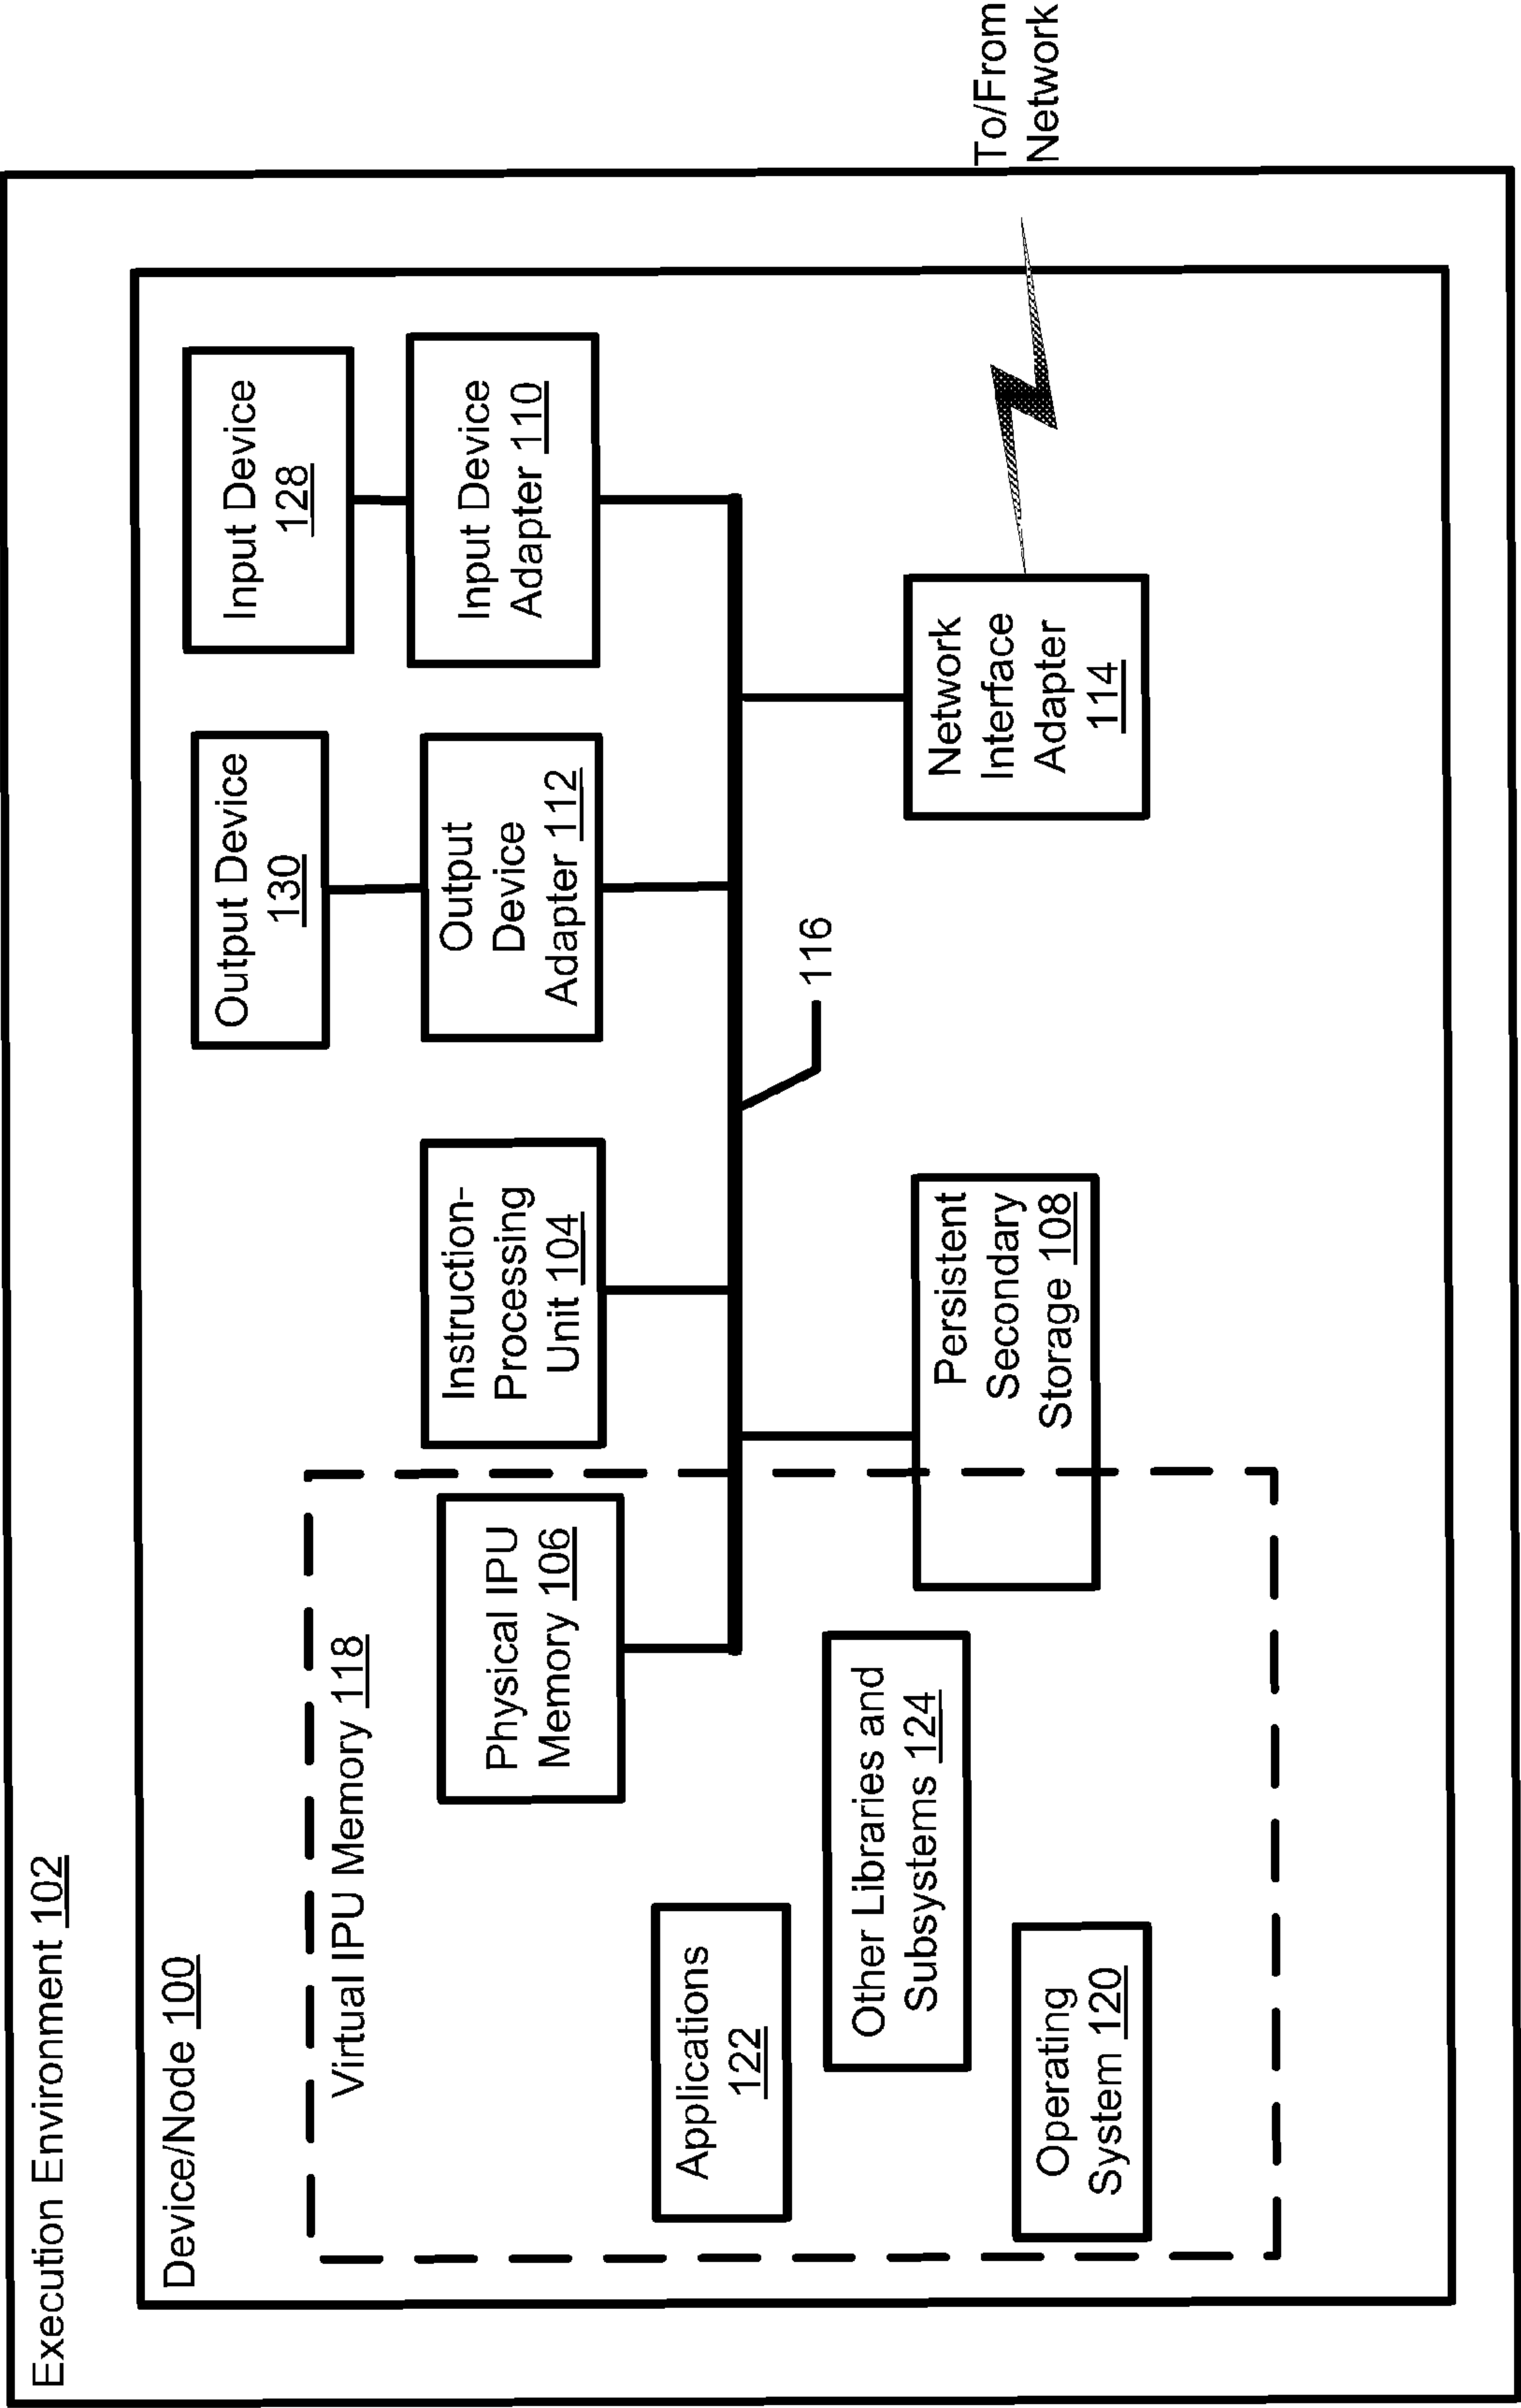 Execution Environment 102
Device/Node 100
Virtual IPU Memory 118
Output Device
130
Input Device
128
Physical IPU
Memory 106
Instruction-
Processing
Unit 104
Output
Device
Adapter 112
Input Device
Adapter 110
Applications
122
116
Other Libraries and
Subsystems 124
Operating
System 120
Persistent
Secondary
Storage 108
Network
Interface
Adapter
114
To/From
Network